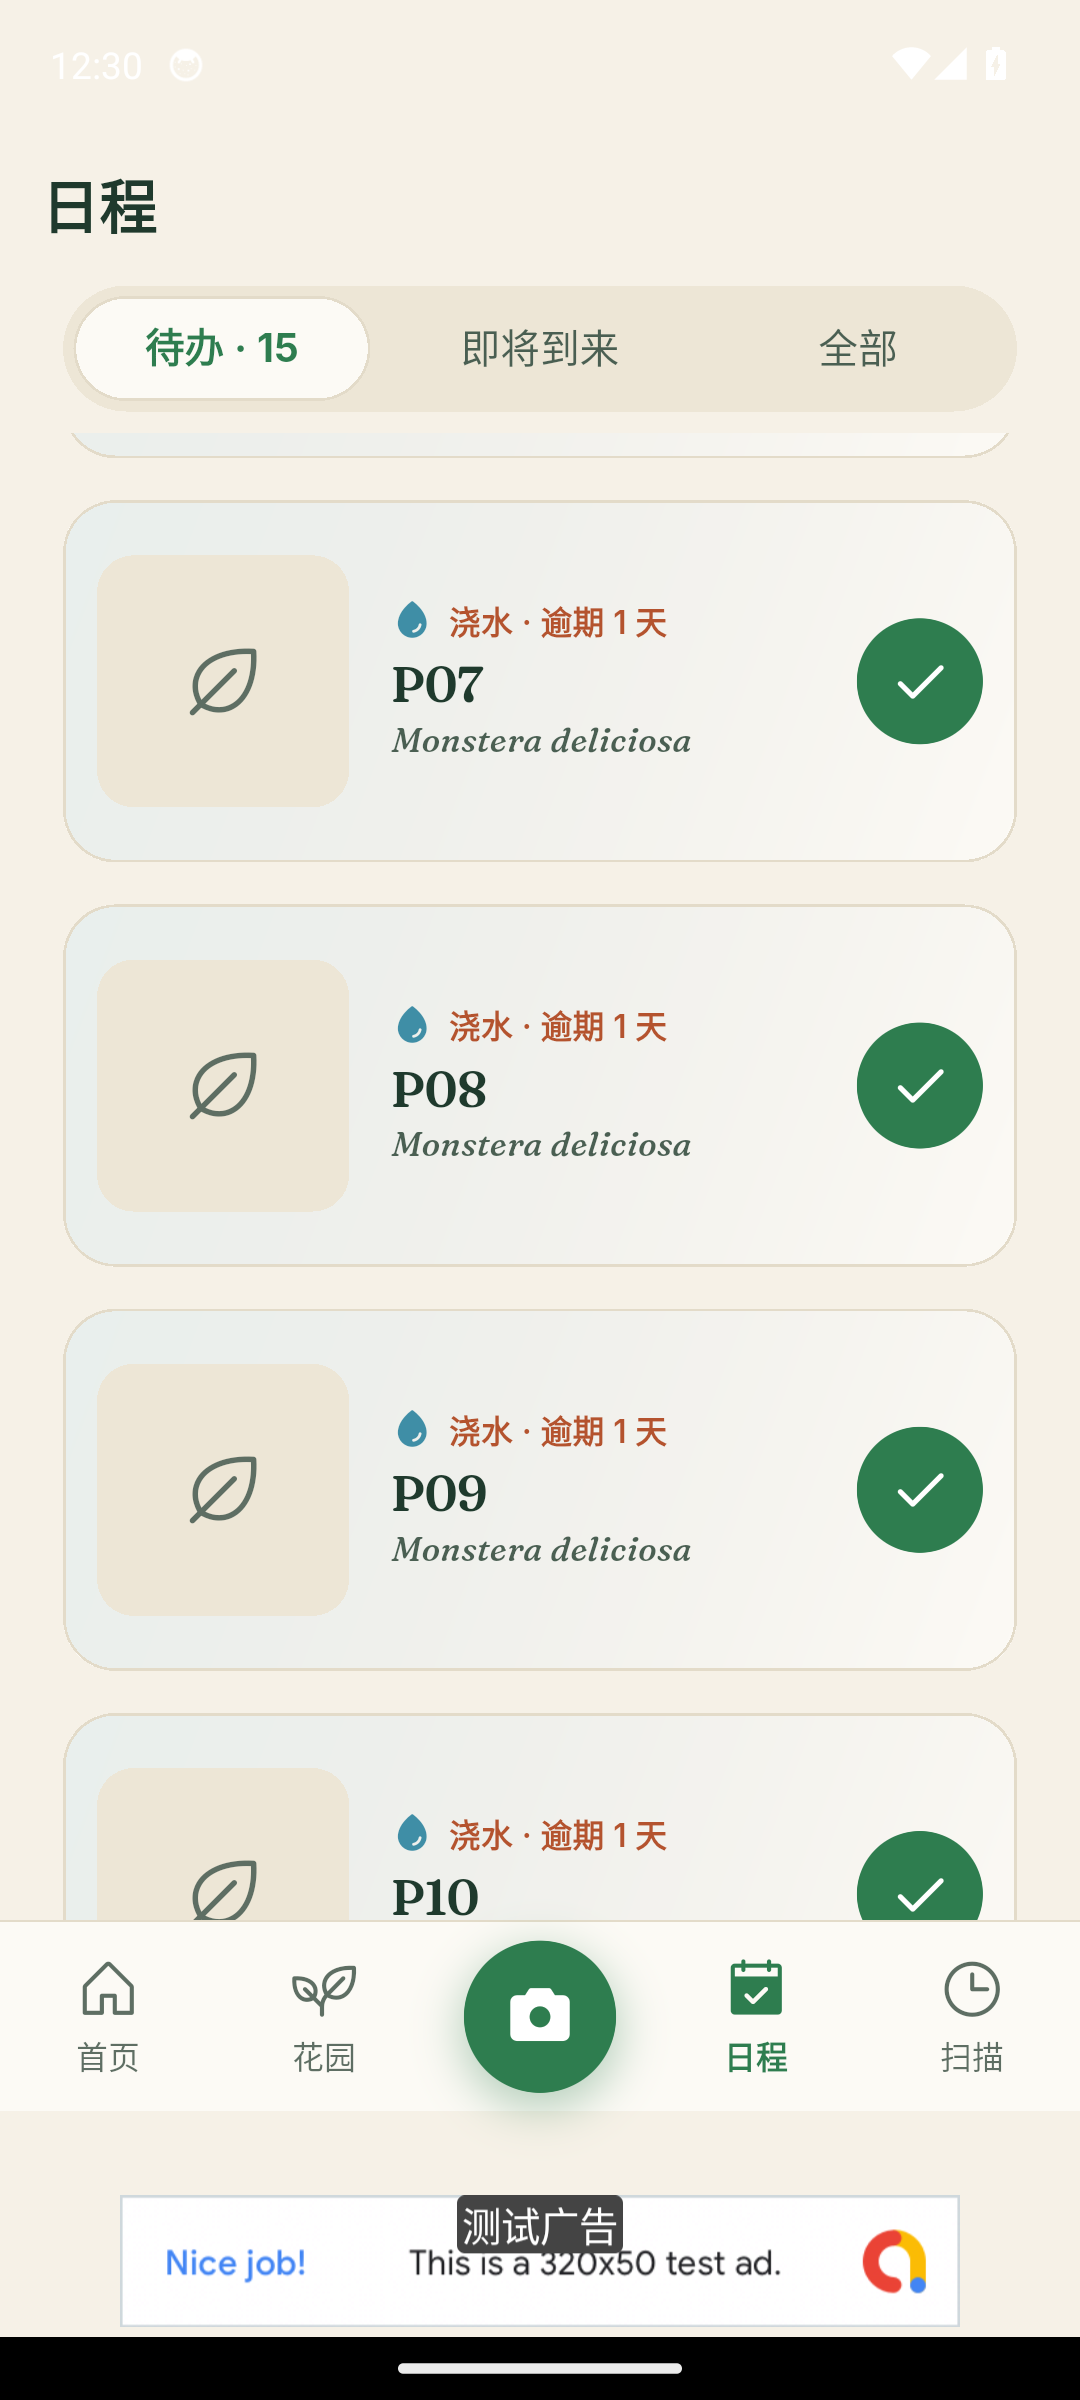 12:30
日程
待办 · 15
即将到来
全部
浇水 · 逾期 1 天
P07
Monstera deliciosa
浇水 · 逾期 1 天
P08
Monstera deliciosa
浇水 · 逾期 1 天
P09
Monstera deliciosa
浇水 · 逾期 1 天
P10
首页
花园
日程
扫描
测试广告
Nice job!
This is a 320x50 test ad.